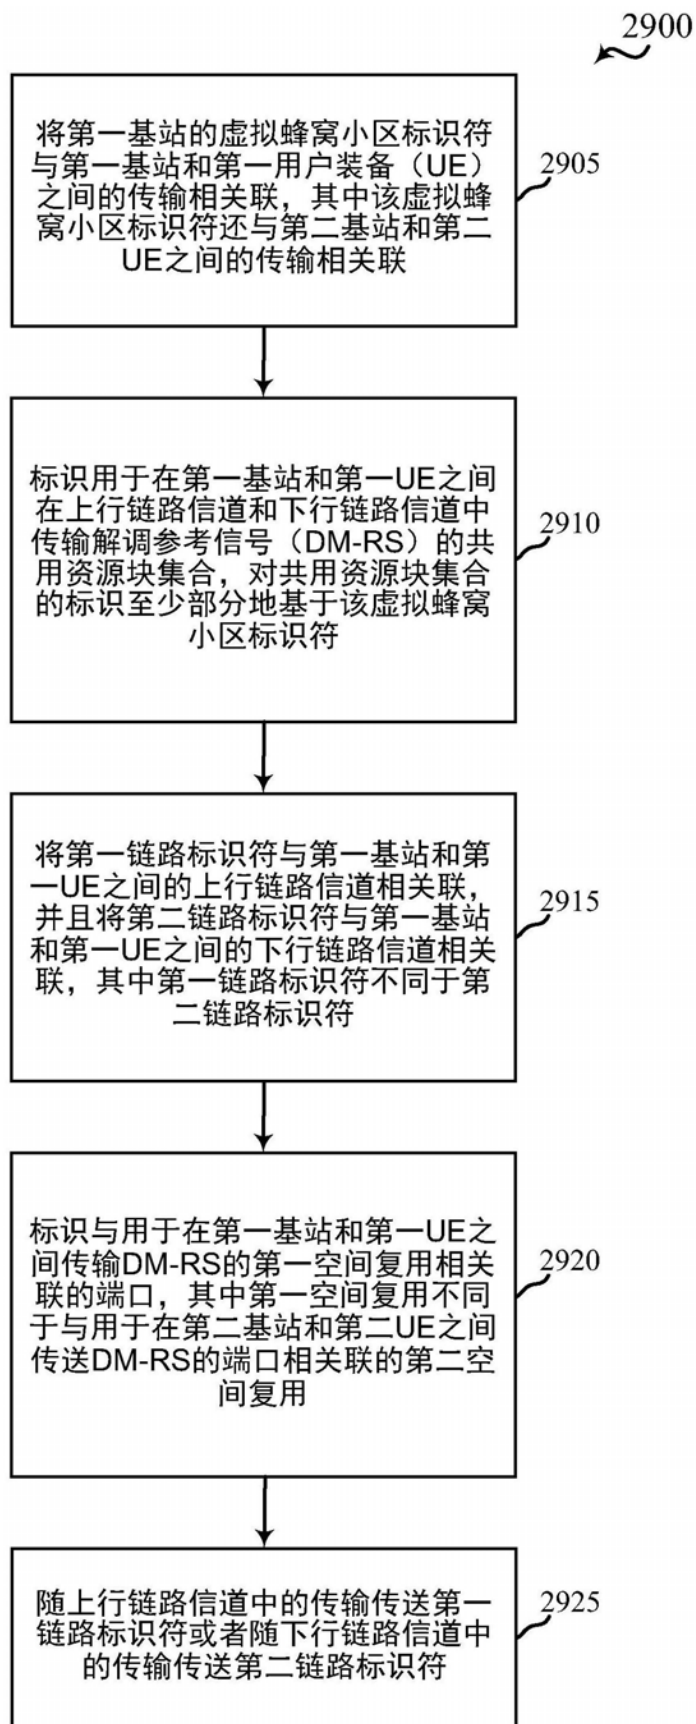 2900
将第一基站的虚拟蜂窝小区标识符
与第一基站和第一用户装备（UE）
之间的传输相关联，其中该虚拟蜂
窝小区标识符还与第二基站和第二
UE之间的传输相关联
2905
标识用于在第一基站和第一UE之间
在上行链路信道和下行链路信道中
传输解调参考信号（DM-RS）的共
用资源块集合，对共用资源块集合
的标识至少部分地基于该虚拟蜂窝
小区标识符
2910
将第一链路标识符与第一基站和第
一UE之间的上行链路信道相关联，
并且将第二链路标识符与第一基站
和第一UE之间的下行链路信道相关
联，其中第一链路标识符不同于第
二链路标识符
2915
标识与用于在第一基站和第一UE之
间传输DM-RS的第一空间复用相关
联的端口，其中第一空间复用不同
于与用于在第二基站和第二UE之间
传送DM-RS的端口相关联的第二空
间复用
2920
随上行链路信道中的传输传送第一
链路标识符或者随下行链路信道中
的传输传送第二链路标识符
2925